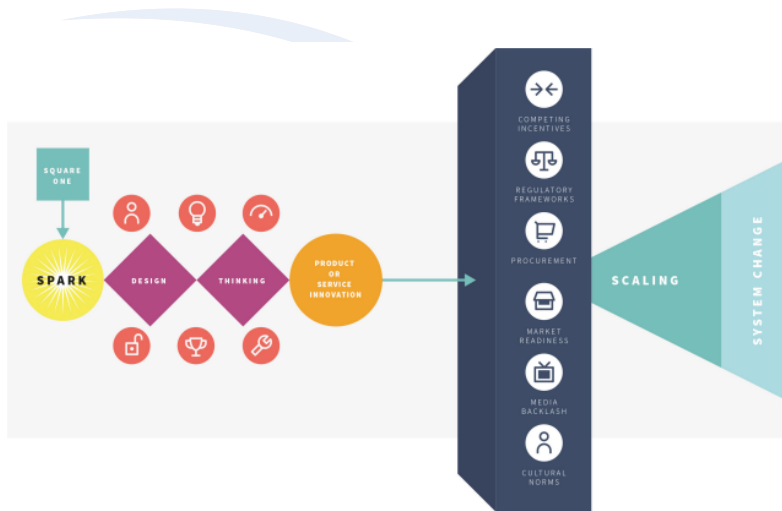 SQUARE
ONE
SPARK
DESIGN
THINKING
PRODUCT
OR
SERVICE
INNOVATION
COMPETING
INCENTIVES
REGULATORY
FRAMEWORKS
PROCUREMENT
MARKET
READINESS
MEDIA
BACKLASH
CULTURAL
NORMS
SCALING
SYSTEM CHANGE